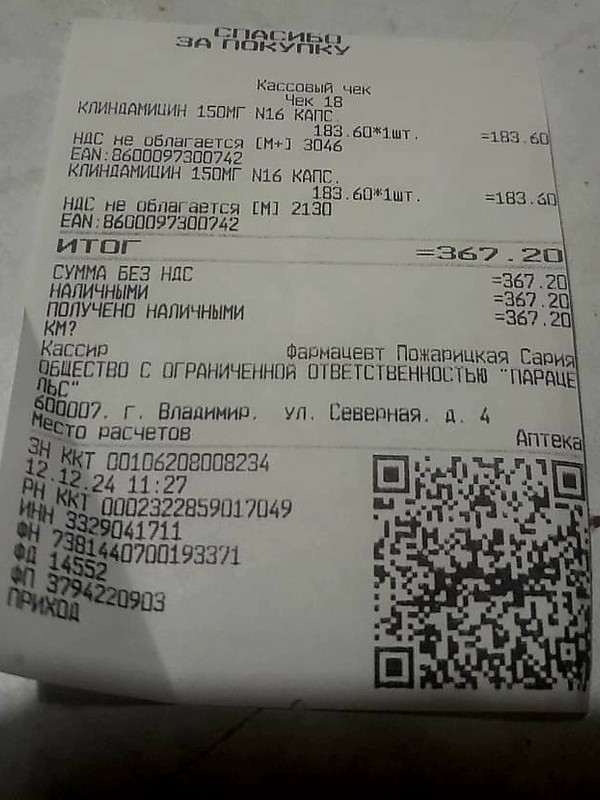 СПАСИБО
ЗА ПОКУПКУ
Кассовый чек
Чек 18
КЛИНДАМИЦИН 150МГ N16 КАПС.
183.60*1шт. =183.60
НДС не облагается [М+] 3046
EAN:8600097300742
КЛИНДАМИЦИН 150МГ N16 КАПС.
183.60*1шт. =183.60
НДС не облагается [М] 2130
EAN:8600097300742
ИТОГ =367.20
СУММА БЕЗ НДС =367.20
НАЛИЧНЫМИ =367.20
ПОЛУЧЕНО НАЛИЧНЫМИ =367.20
КМ?
Кассир фармацевт Пожарицкая Сария
ОБЩЕСТВО С ОГРАНИЧЕННОЙ ОТВЕТСТВЕННОСТЬЮ "ПАРАЦЕ
ЛЬС"
600007, г. Владимир, ул. Северная, д. 4
Место расчетов Аптека
ЗН ККТ 00106208008234
12.12.24 11:27
РН ККТ 0002322859017049
ИНН 3329041711
ФН 7381440700193371
ФД 14552
ФП 3794220903
ПРИХОД